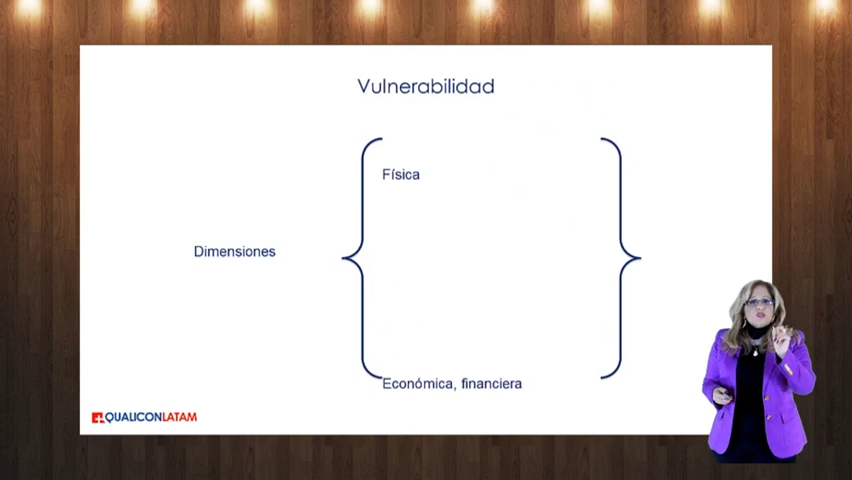 Vulnerabilidad
Física
Dimensiones
Económica, financiera
QUALICONLATAM